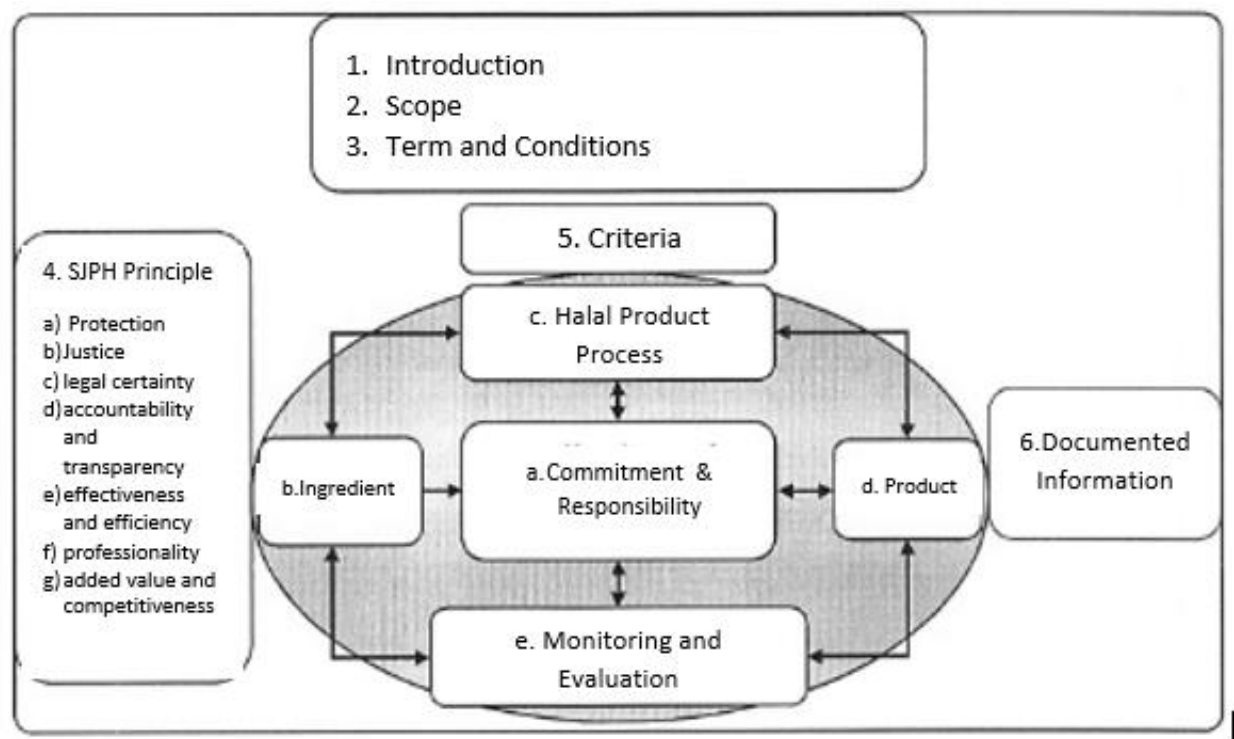 1. Introduction
2. Scope
3. Term and Conditions
5. Criteria
4. SJPH Principle
a) Protection
b)Justice
c) legal certainty
d)accountability
and
transparency
e)effectiveness
and efficiency
f) professionality
g)added value and
competitiveness
c. Halal Product
Process
b.Ingredient
a.Commitment &
Responsibility
d. Product
e. Monitoring and
Evaluation
6.Documented
Information